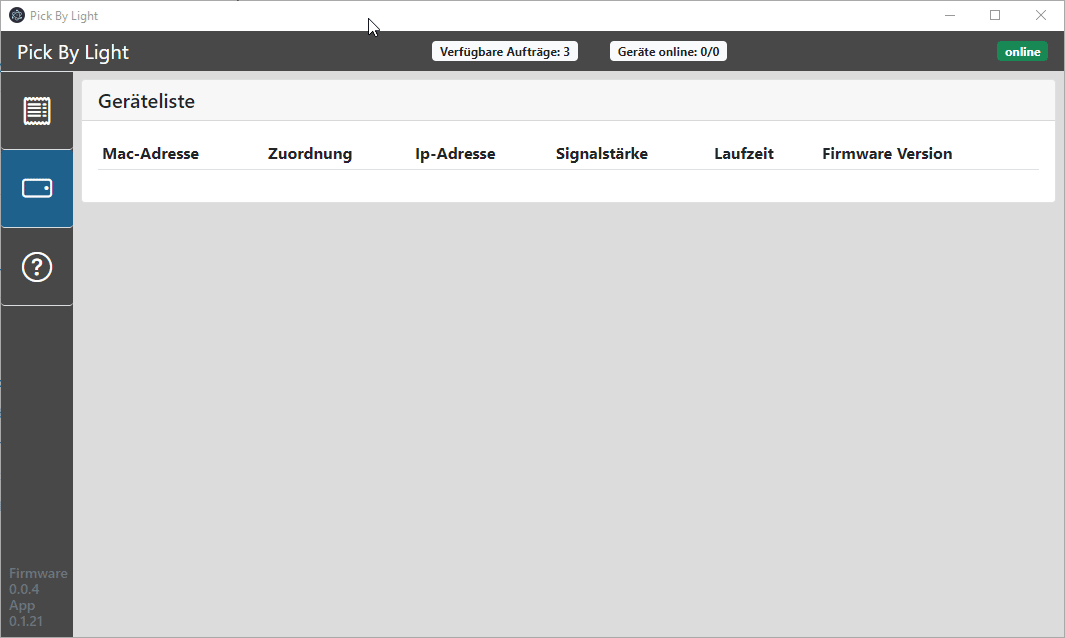 Pick By Light
Pick By Light
Verfügbare Aufträge: 3
Geräte online: 0/0
online
Geräteliste
Mac-Adresse Zuordnung Ip-Adresse Signalstärke Laufzeit Firmware Version
?
Firmware
0.0.4
App
0.1.21